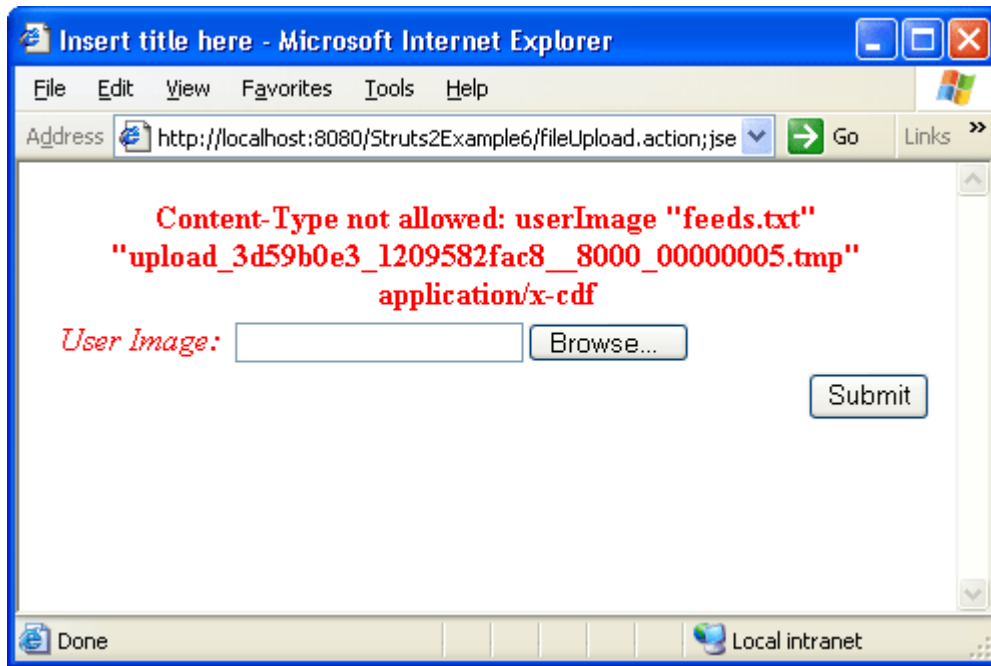 Insert title here - Microsoft Internet Explorer
File Edit View Favorites Tools Help
Address http://localhost:8080/Struts2Example6/fileUpload.action;jse Go Links »
Content-Type not allowed: userImage "feeds.txt"
"upload_3d59b0e3_1209582fac8__8000_00000005.tmp"
application/x-cdf
User Image: Browse...
Submit
Done Local intranet